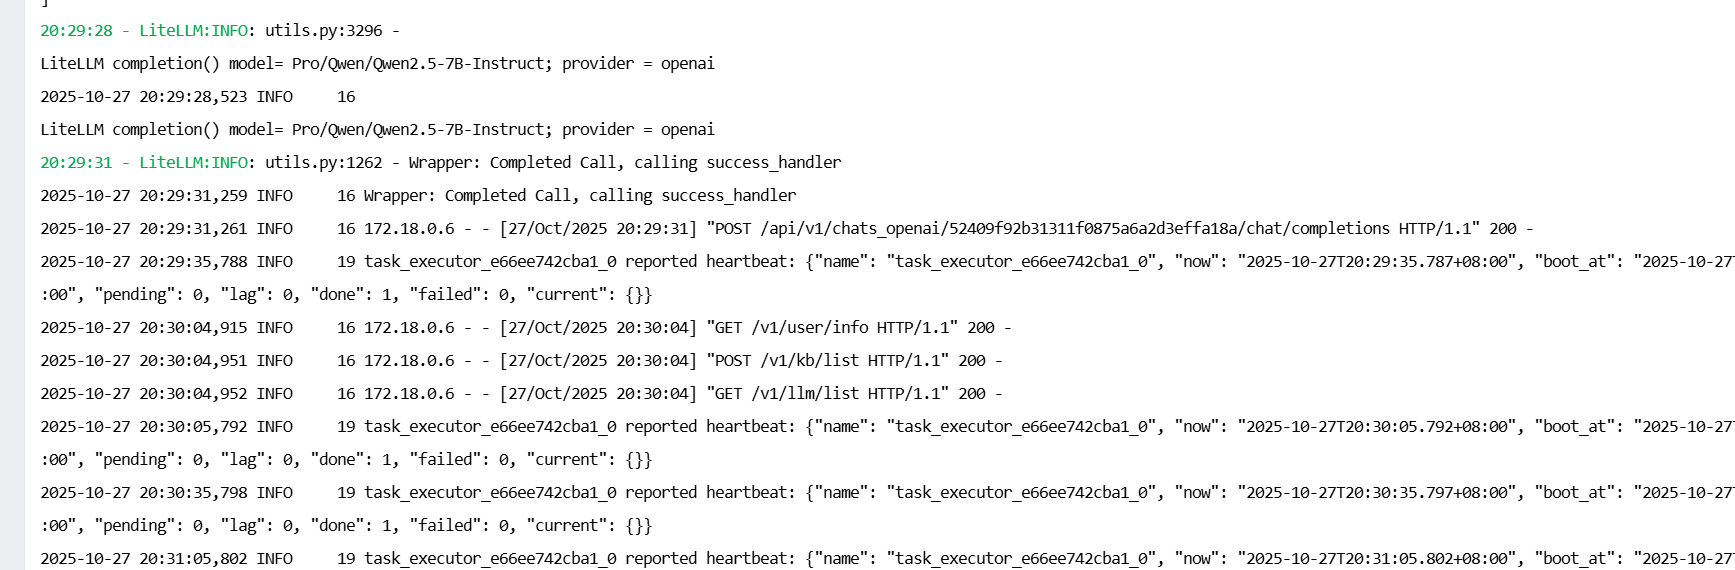 ]
20:29:28 - LiteLLM:INFO: utils.py:3296 -
LiteLLM completion() model= Pro/Qwen/Qwen2.5-7B-Instruct; provider = openai
2025-10-27 20:29:28,523 INFO     16
LiteLLM completion() model= Pro/Qwen/Qwen2.5-7B-Instruct; provider = openai
20:29:31 - LiteLLM:INFO: utils.py:1262 - Wrapper: Completed Call, calling success_handler
2025-10-27 20:29:31,259 INFO     16 Wrapper: Completed Call, calling success_handler
2025-10-27 20:29:31,261 INFO     16 172.18.0.6 - - [27/Oct/2025 20:29:31] "POST /api/v1/chats_openai/52409f92b31311f0875a6a2d3effa18a/chat/completions HTTP/1.1" 200 -
2025-10-27 20:29:35,788 INFO     19 task_executor_e66ee742cba1_0 reported heartbeat: {"name": "task_executor_e66ee742cba1_0", "now": "2025-10-27T20:29:35.787+08:00", "boot_at": "2025-10-27T
:00", "pending": 0, "lag": 0, "done": 1, "failed": 0, "current": {}}
2025-10-27 20:30:04,915 INFO     16 172.18.0.6 - - [27/Oct/2025 20:30:04] "GET /v1/user/info HTTP/1.1" 200 -
2025-10-27 20:30:04,951 INFO     16 172.18.0.6 - - [27/Oct/2025 20:30:04] "POST /v1/kb/list HTTP/1.1" 200 -
2025-10-27 20:30:04,952 INFO     16 172.18.0.6 - - [27/Oct/2025 20:30:04] "GET /v1/llm/list HTTP/1.1" 200 -
2025-10-27 20:30:05,792 INFO     19 task_executor_e66ee742cba1_0 reported heartbeat: {"name": "task_executor_e66ee742cba1_0", "now": "2025-10-27T20:30:05.792+08:00", "boot_at": "2025-10-27T
:00", "pending": 0, "lag": 0, "done": 1, "failed": 0, "current": {}}
2025-10-27 20:30:35,798 INFO     19 task_executor_e66ee742cba1_0 reported heartbeat: {"name": "task_executor_e66ee742cba1_0", "now": "2025-10-27T20:30:35.797+08:00", "boot_at": "2025-10-27T
:00", "pending": 0, "lag": 0, "done": 1, "failed": 0, "current": {}}
2025-10-27 20:31:05,802 INFO     19 task_executor_e66ee742cba1_0 reported heartbeat: {"name": "task_executor_e66ee742cba1_0", "now": "2025-10-27T20:31:05.802+08:00", "boot_at": "2025-10-27T